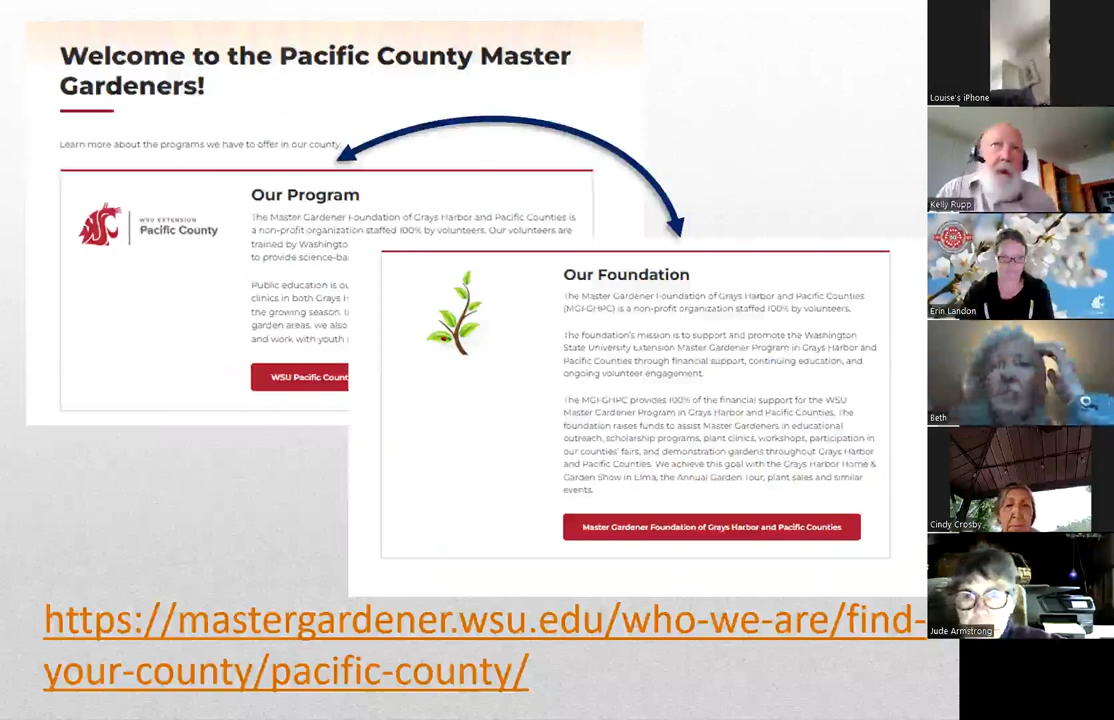 Welcome to the Pacific County Master
Gardeners!
Learn more about the programs we have to offer in our county.
WSU EXTENSION
Pacific County
Our Program
The Master Gardener Foundation of Grays Harbor and Pacific Counties is
a non-profit organization staffed 100% by volunteers. Our volunteers are
trained by Washingto
to provide science-ba
Public education is ou
clinics in both Grays H
the growing season. I
garden areas, we also
and work with youth
WSU Pacific Count
Our Foundation
The Master Gardener Foundation of Grays Harbor and Pacific Counties
(MGF-GHPC) is a non-profit organization staffed 100% by volunteers.
The foundation's mission is to support and promote the Washington
State University Extension Master Gardener Program in Grays Harbor and
Pacific Counties through financial support, continuing education, and
ongoing volunteer engagement.
The MGF-GHPC provides 100% of the financial support for the WSU
Master Gardener Program in Grays Harbor and Pacific Counties. The
foundation raises funds to assist Master Gardeners in educational
outreach, scholarship programs, plant clinics, workshops, participation in
our counties' fairs, and demonstration gardens throughout Grays Harbor
and Pacific Counties. We achieve this goal with the Grays Harbor Home &
Garden Show in Elma, the Annual Garden Tour, plant sales and similar
events.
Master Gardener Foundation of Grays Harbor and Pacific Counties
https://mastergardener.wsu.edu/who-we-are/find-
your-county/pacific-county/
Louise's iPhone
Kelly Rupp
Erin Landon
Beth
Cindy Crosby
Jude Armstrong